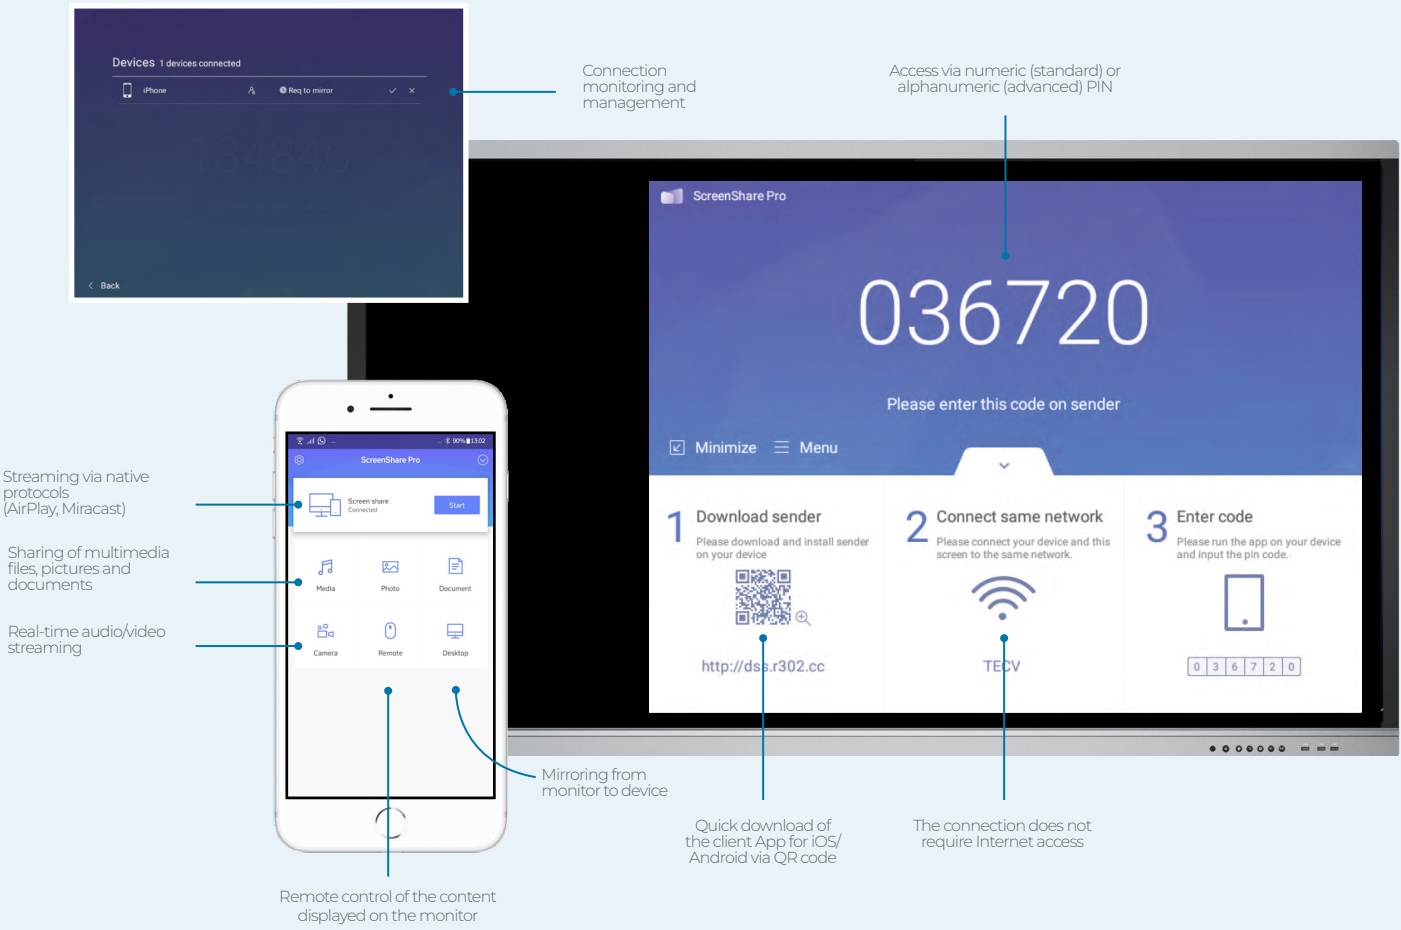 Devices 1 devices connected
iPhone
Req to mirror
134846
Back
Connection
monitoring and
management
Access via numeric (standard) or
alphanumeric (advanced) PIN
ScreenShare Pro
036720
Please enter this code on sender
Minimize
Menu
1 Download sender
Please download and install sender
on your device
http://dss.r302.cc
2 Connect same network
Please connect your device and this
screen to the same network.
TECV
3 Enter code
Please run the app on your device
and input the pin code.
0 3 6 7 2 0
... 
... 90% 13:02
ScreenShare Pro
Screen share
Connected
Start
Media
Photo
Document
Camera
Remote
Desktop
Streaming via native
protocols
(AirPlay, Miracast)
Sharing of multimedia
files, pictures and
documents
Real-time audio/video
streaming
Mirroring from
monitor to device
Quick download of
the client App for iOS/
Android via QR code
The connection does not
require Internet access
Remote control of the content
displayed on the monitor